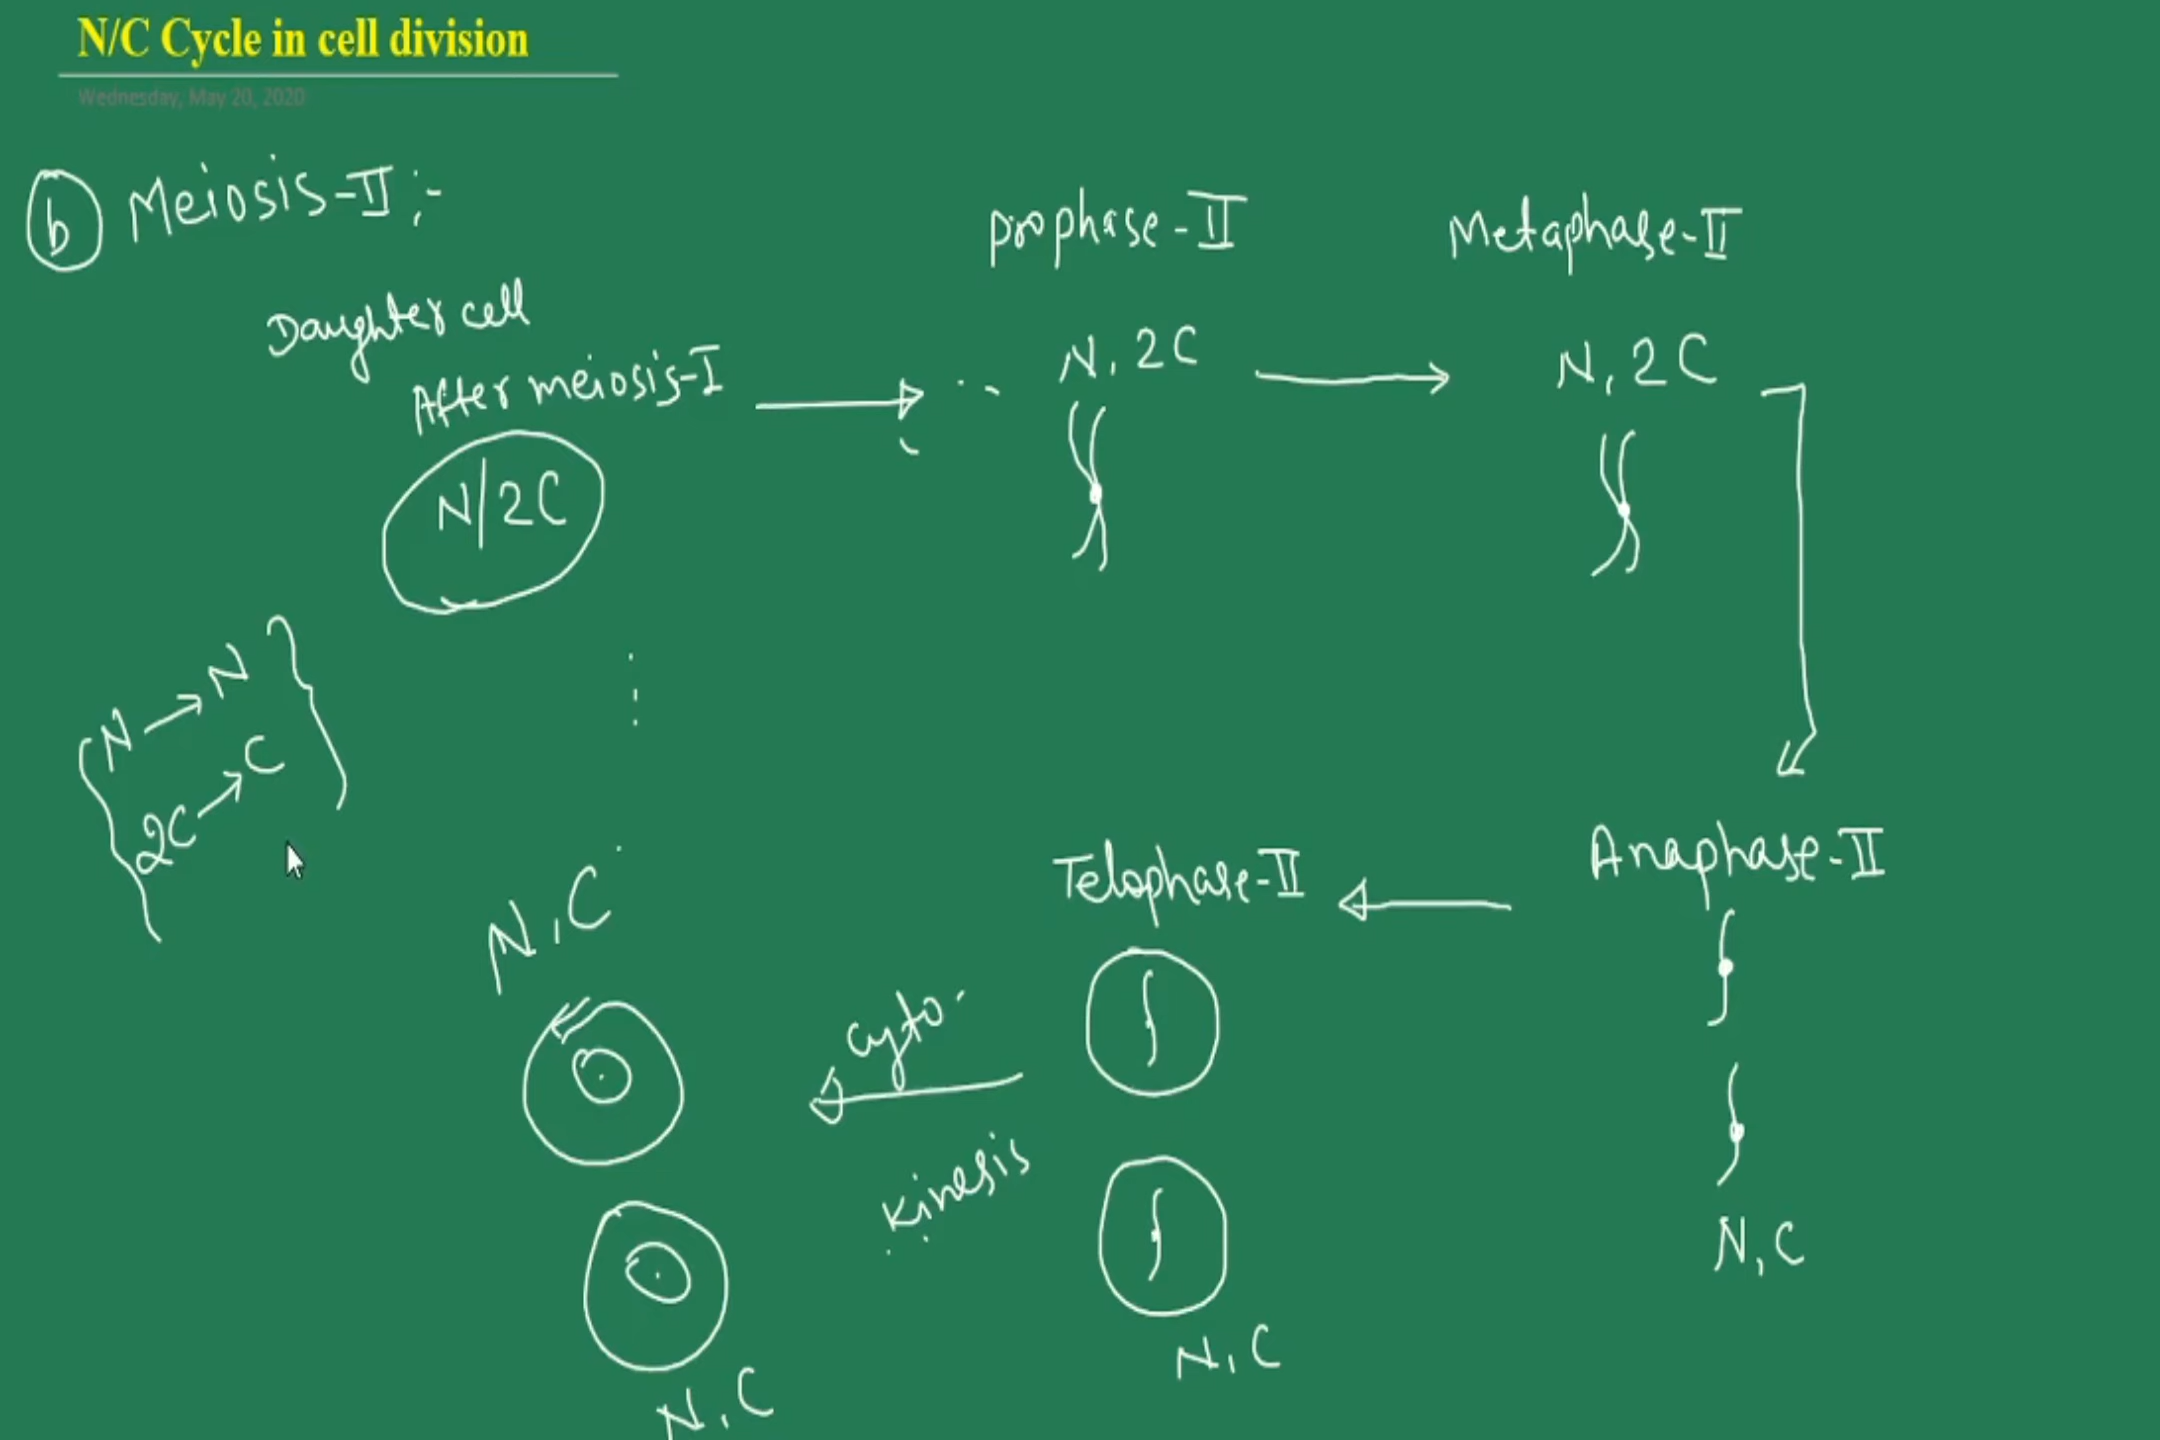 N/C Cycle in cell division
Wednesday, May 20, 2020
b Meiosis-II :-
Daughter cell
After meiosis-I
N/2C
Prophase-II
N, 2C
Metaphase-II
N, 2C
N → N
2C → C
Anaphase-II
N, C
Telophase-II
N, C
Cyto-
kinesis
N, C
N, C